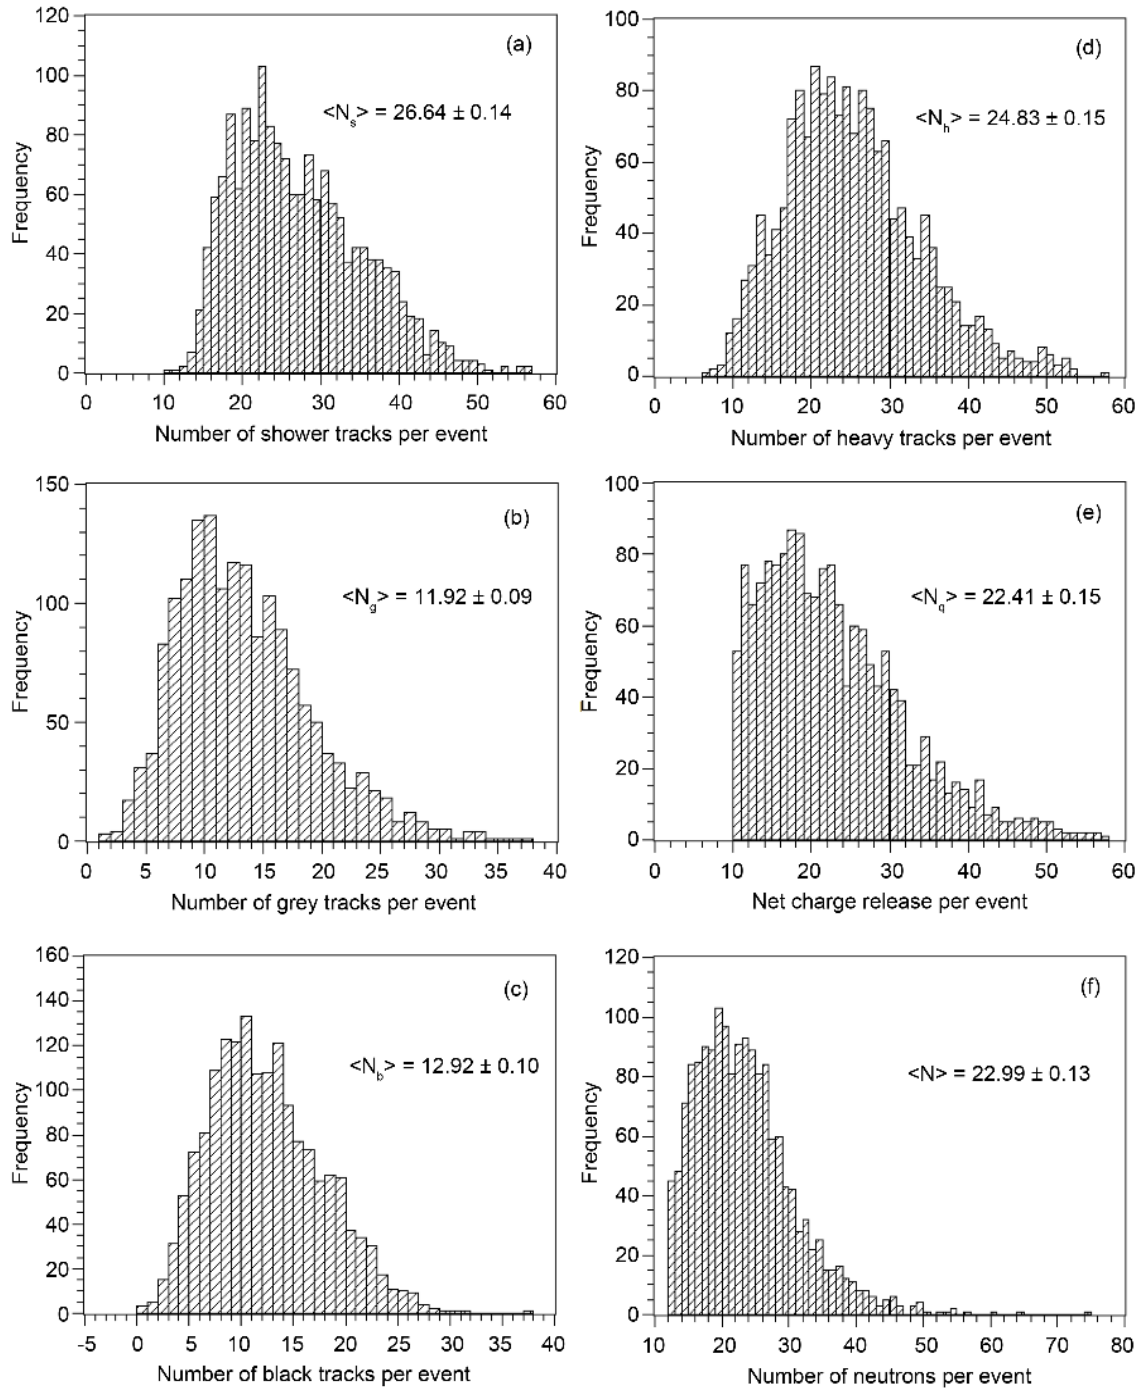 120
100
80
60
40
20
0
Frequency
(a)
<N_s> = 26.64 ± 0.14
0 10 20 30 40 50 60
Number of shower tracks per event
100
80
60
40
20
0
Frequency
(d)
<N_h> = 24.83 ± 0.15
0 10 20 30 40 50 60
Number of heavy tracks per event
150
100
50
0
Frequency
(b)
<N_g> = 11.92 ± 0.09
0 5 10 15 20 25 30 35 40
Number of grey tracks per event
100
80
60
40
20
0
Frequency
(e)
<N_q> = 22.41 ± 0.15
0 10 20 30 40 50 60
Net charge release per event
160
140
120
100
80
60
40
20
0
Frequency
(c)
<N_b> = 12.92 ± 0.10
-5 0 5 10 15 20 25 30 35 40
Number of black tracks per event
120
100
80
60
40
20
0
Frequency
(f)
<N> = 22.99 ± 0.13
10 20 30 40 50 60 70 80
Number of neutrons per event